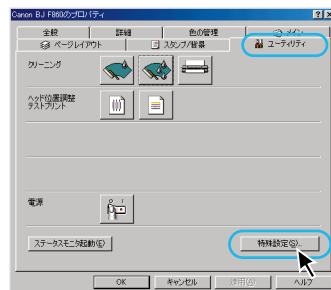 Canon BJ F860のプロパティ
全般 詳細 色の管理 メイン
ページレイアウト スタンプ/背景 ユーティリティ
クリーニング
ヘッド位置調整
テストプリント
電源
ステータスモニタ起動(E) 特殊設定(S)...
OK キャンセル 適用(A) ヘルプ